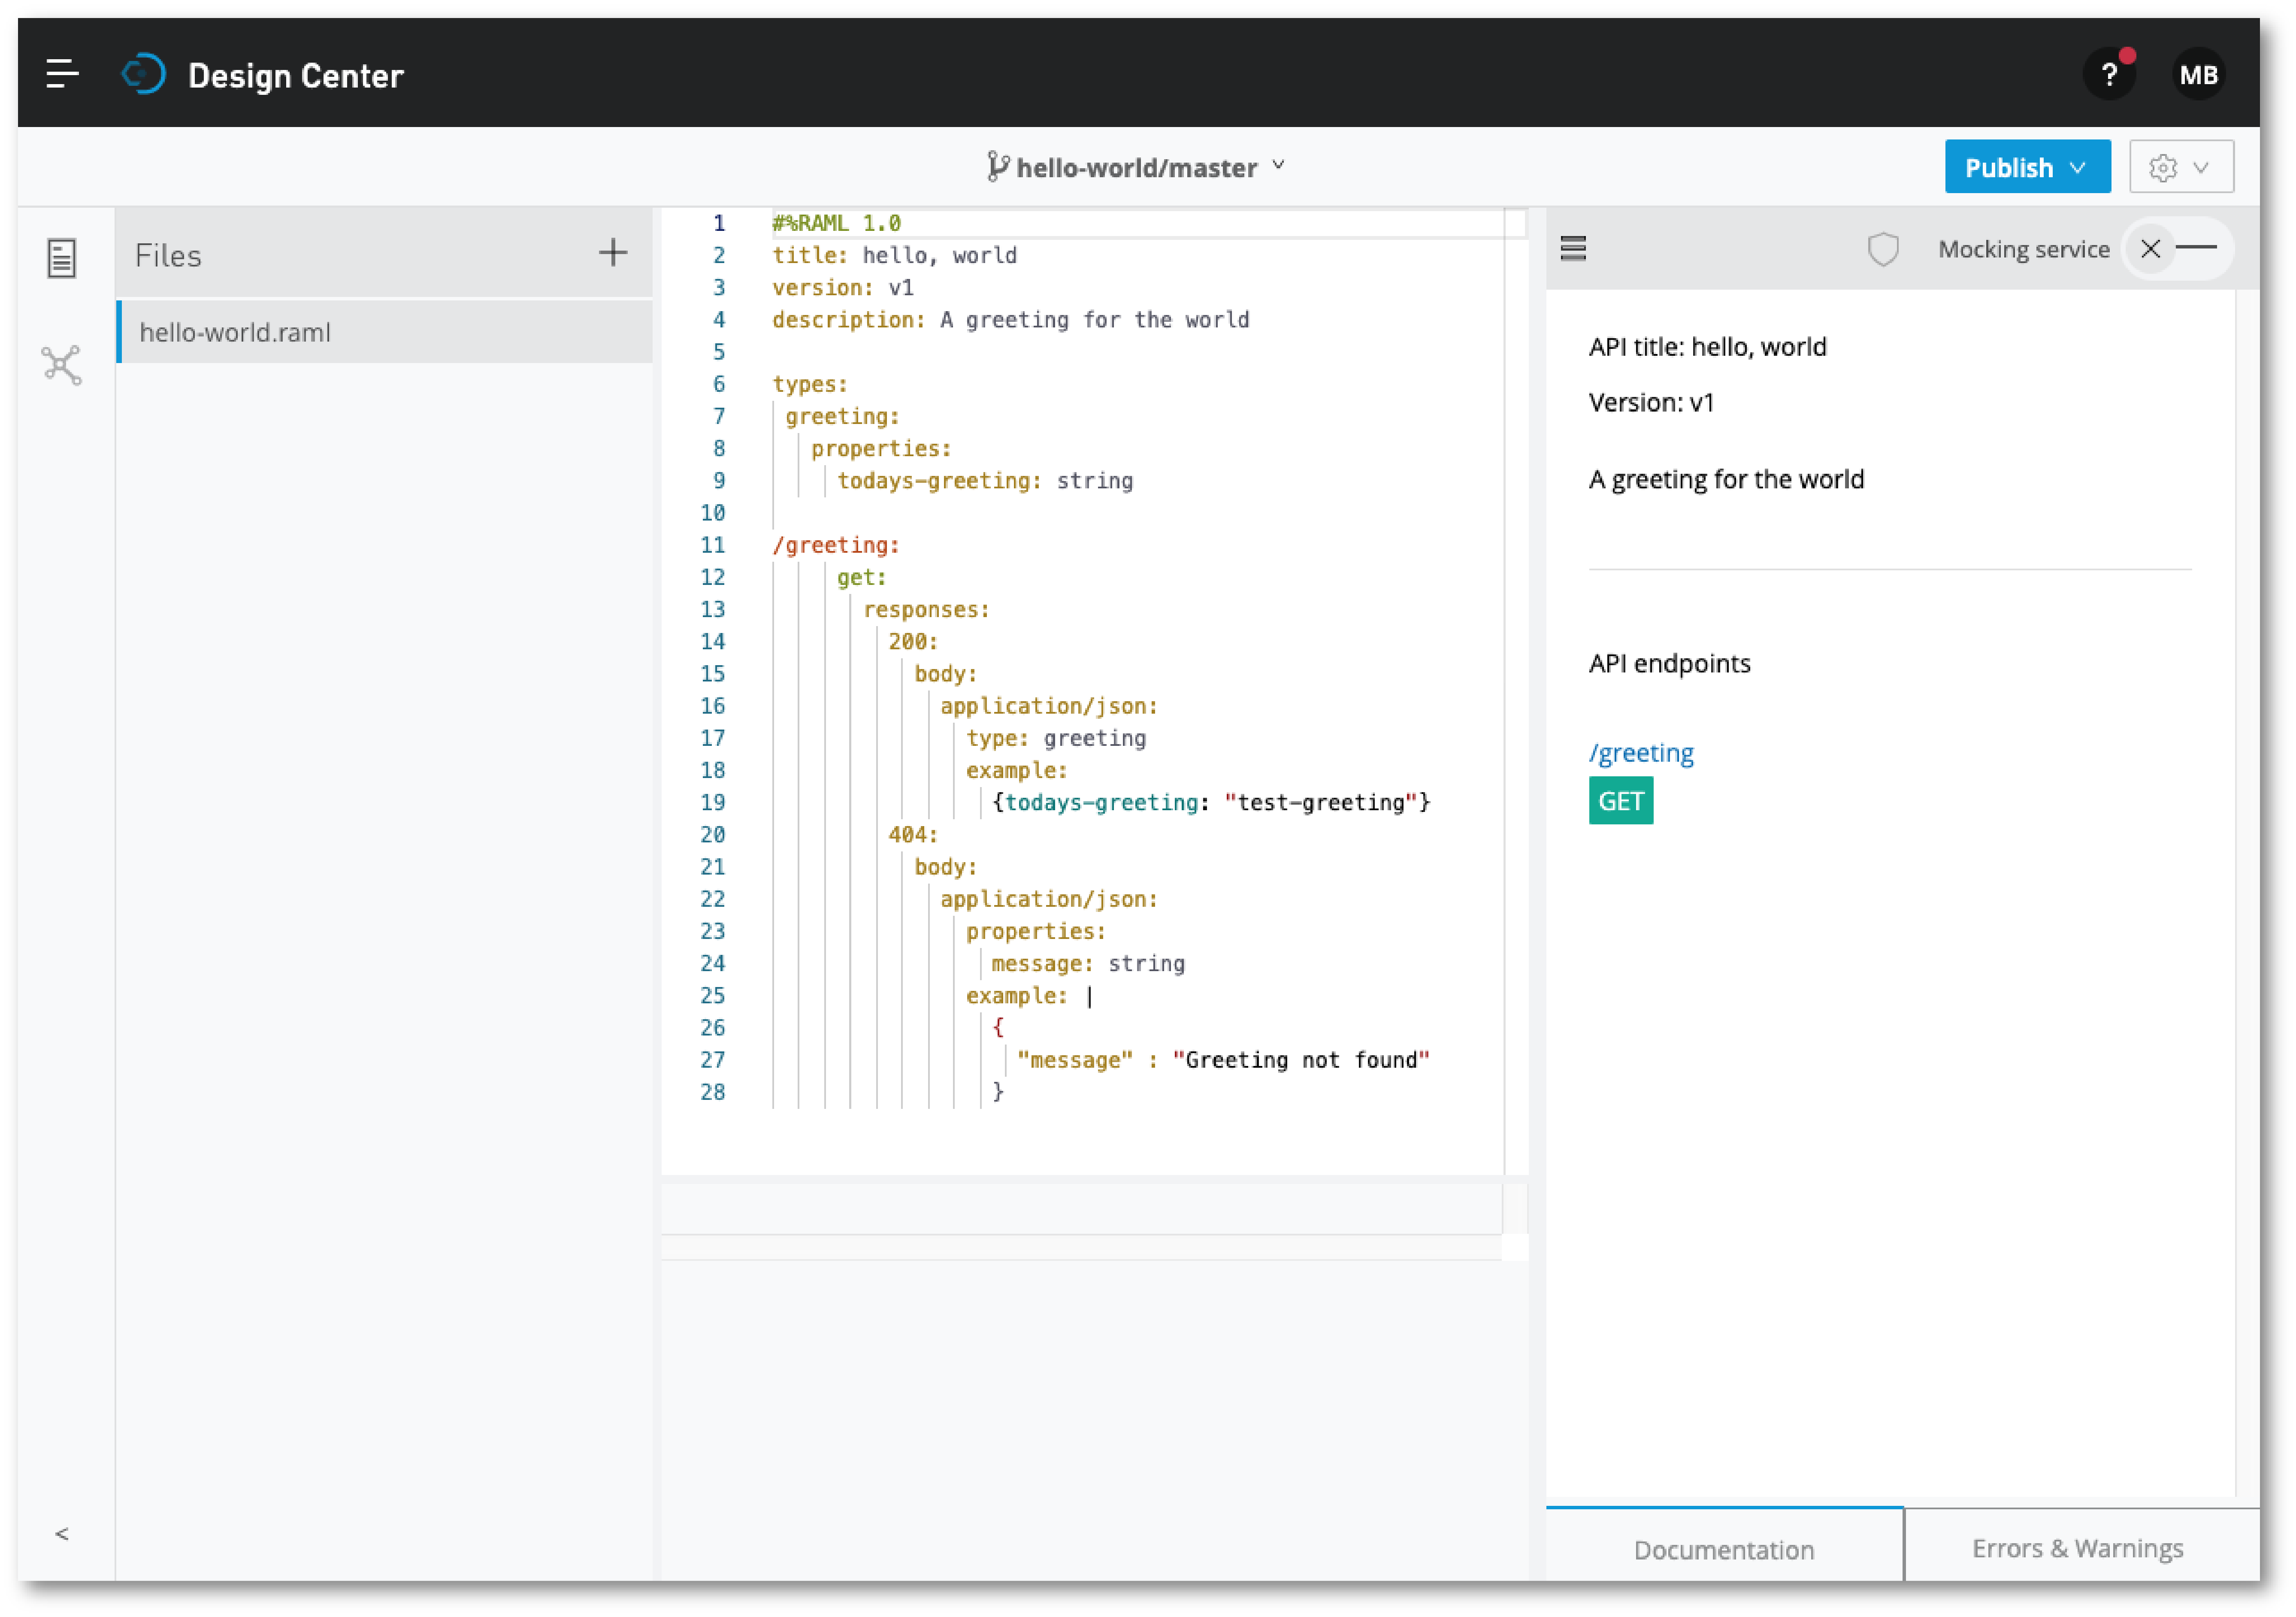 Design Center
?
MB
hello-world/master
Publish
Files
hello-world.raml
1 #%RAML 1.0
2 title: hello, world
3 version: v1
4 description: A greeting for the world
5
6 types:
7 greeting:
8 properties:
9 todays-greeting: string
10
11 /greeting:
12 get:
13 responses:
14 200:
15 body:
16 application/json:
17 type: greeting
18 example:
19 {todays-greeting: "test-greeting"}
20 404:
21 body:
22 application/json:
23 properties:
24 message: string
25 example: |
26 {
27 "message" : "Greeting not found"
28 }
Mocking service
API title: hello, world
Version: v1
A greeting for the world
API endpoints
/greeting
GET
<
Documentation
Errors & Warnings